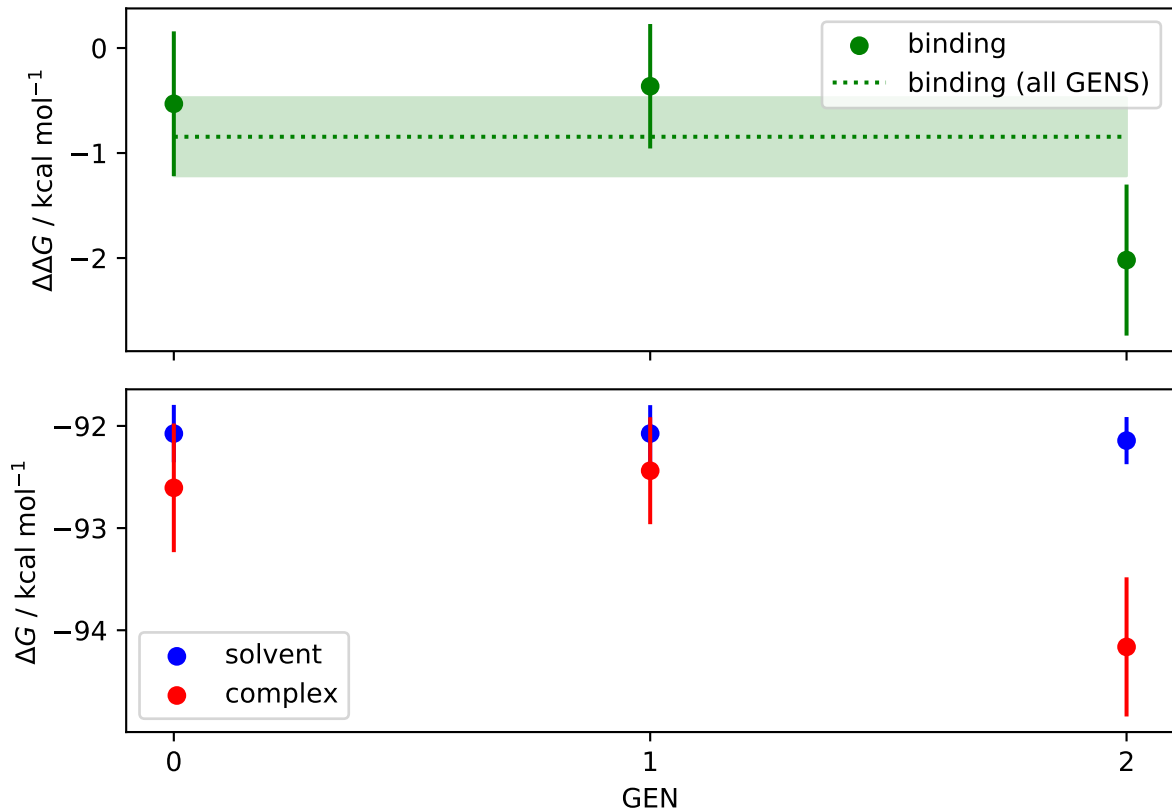 0
−1
−2
ΔΔG / kcal mol⁻¹
binding
binding (all GENS)
−92
−93
−94
ΔG / kcal mol⁻¹
solvent
complex
0 1 2
GEN